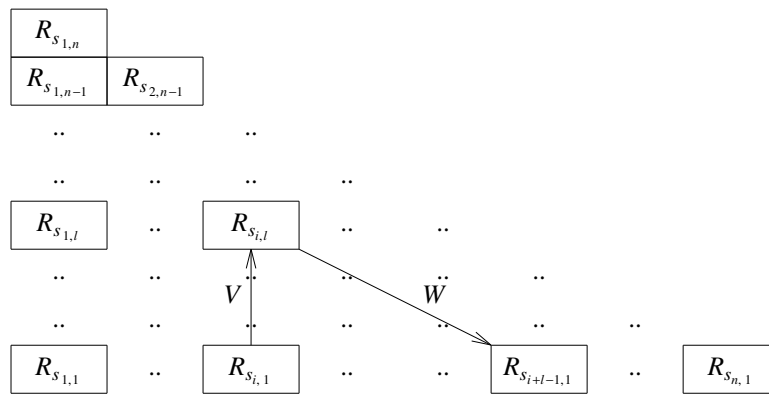 R_{s_{1,n}}
R_{s_{1,n−1}} R_{s_{2,n−1}}
.. .. ..
.. .. .. ..
R_{s_{1,l}} .. R_{s_{i,l}} .. ..
.. .. .. .. .. ..
V W
.. .. .. .. .. .. ..
R_{s_{1,1}} .. R_{s_{i,1}} .. .. R_{s_{i+l−1,1}} .. R_{s_{n,1}}